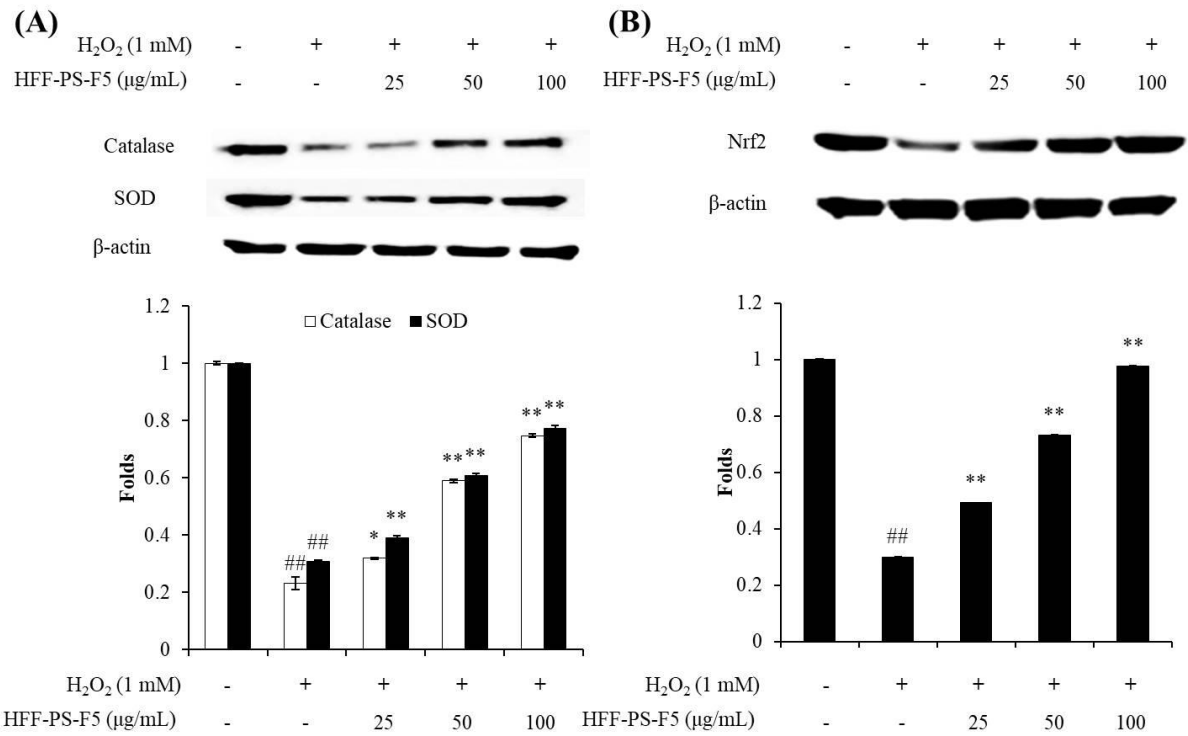 (A)
H₂O₂ (1 mM) - + + + +
HFF-PS-F5 (µg/mL) - - 25 50 100
Catalase
SOD
β-actin
1.2
1
0.8
0.6
0.4
0.2
0
Folds
Catalase SOD
## ## * ** ** ** ** **
H₂O₂ (1 mM) - + + + +
HFF-PS-F5 (µg/mL) - - 25 50 100
(B)
H₂O₂ (1 mM) - + + + +
HFF-PS-F5 (µg/mL) - - 25 50 100
Nrf2
β-actin
1.2
1
0.8
0.6
0.4
0.2
0
Folds
## ** ** **
H₂O₂ (1 mM) - + + + +
HFF-PS-F5 (µg/mL) - - 25 50 100